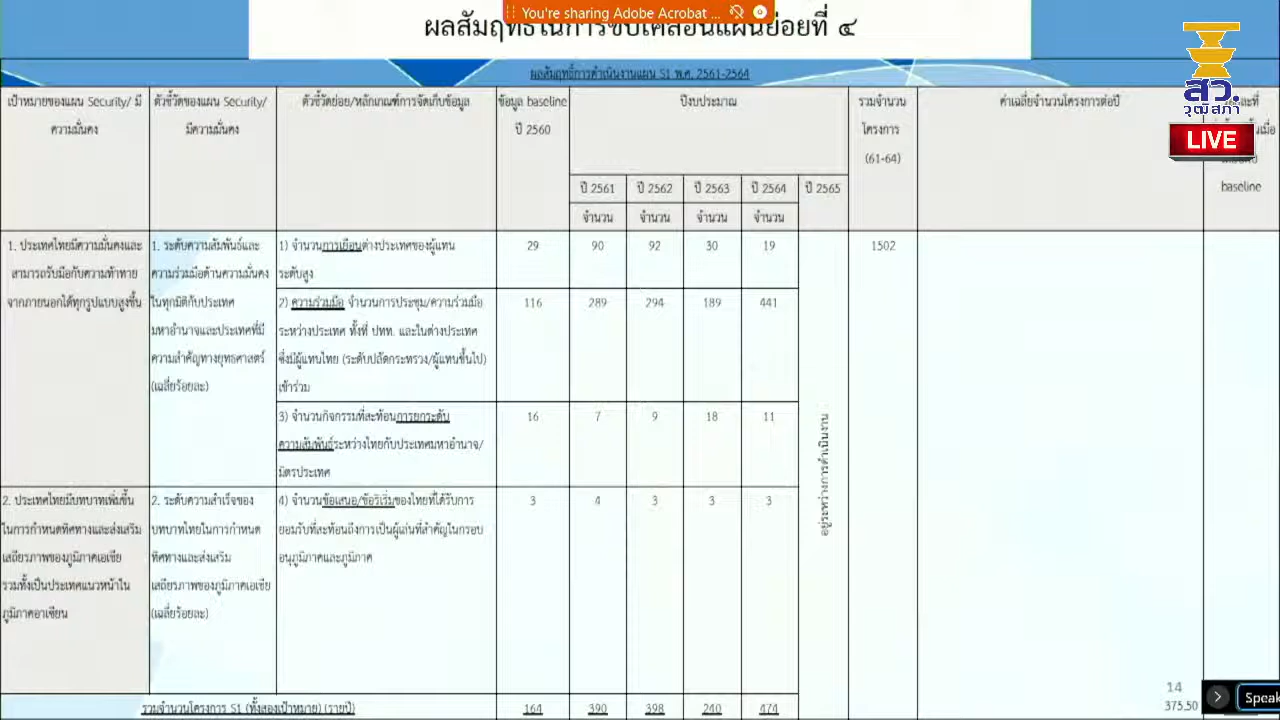 You're sharing Adobe Acrobat ...
ผลสัมฤทธิ์ในการขับเคลื่อนแผนย่อยที่ ๔
ผลสัมฤทธิ์การดำเนินงานแผน S1 พ.ศ. 2561-2564
สว.
วุฒิสภา
LIVE
เป้าหมายของแผน Security/ มี
ความมั่นคง
ตัวชี้วัดของแผน Security/
มีความมั่นคง
ตัวชี้วัดย่อย/หลักเกณฑ์การจัดเก็บข้อมูล
ข้อมูล baseline
ปี 2560
ปีงบประมาณ
รวมจำนวน
โครงการ
(61-64)
ค่าเฉลี่ยจำนวนโครงการต่อปี
baseline
ปี 2561
ปี 2562
ปี 2563
ปี 2564
ปี 2565
จำนวน
จำนวน
จำนวน
จำนวน
1. ประเทศไทยมีความมั่นคงและ
สามารถรับมือกับความท้าทาย
จากภายนอกได้ทุกรูปแบบสูงขึ้น
1. ระดับความสัมพันธ์และ
ความร่วมมือด้านความมั่นคง
ในทุกมิติกับประเทศ
มหาอำนาจและประเทศที่มี
ความสำคัญทางยุทธศาสตร์
(เฉลี่ยร้อยละ)
1) จำนวนการเยือนต่างประเทศของผู้แทน
ระดับสูง
29 90 92 30 19
1502
2) ความร่วมมือ จำนวนการประชุม/ความร่วมมือ
ระหว่างประเทศ ทั้งที่ ปทท. และในต่างประเทศ
ซึ่งมีผู้แทนไทย (ระดับปลัดกระทรวง/ผู้แทนขึ้นไป)
เข้าร่วม
116 289 294 189 441
3) จำนวนกิจกรรมที่สะท้อนการยกระดับ
ความสัมพันธ์ระหว่างไทยกับประเทศมหาอำนาจ/
มิตรประเทศ
16 7 9 18 11
อยู่ระหว่างการดำเนินงาน
2. ประเทศไทยมีบทบาทเพิ่มขึ้น
ในการกำหนดทิศทางและส่งเสริม
เสถียรภาพของภูมิภาคเอเชีย
รวมทั้งเป็นประเทศแนวหน้าใน
ภูมิภาคอาเซียน
2. ระดับความสำเร็จของ
บทบาทไทยในการกำหนด
ทิศทางและส่งเสริม
เสถียรภาพของภูมิภาคเอเชีย
(เฉลี่ยร้อยละ)
4) จำนวนข้อเสนอ/ข้อริเริ่มของไทยที่ได้รับการ
ยอมรับที่สะท้อนถึงการเป็นผู้เล่นที่สำคัญในกรอบ
อนุภูมิภาคและภูมิภาค
3 4 3 3 3
รวมจำนวนโครงการ S1 (ทั้งสองเป้าหมาย) (รายปี)
164 390 398 240 474
14
375.50
Speak